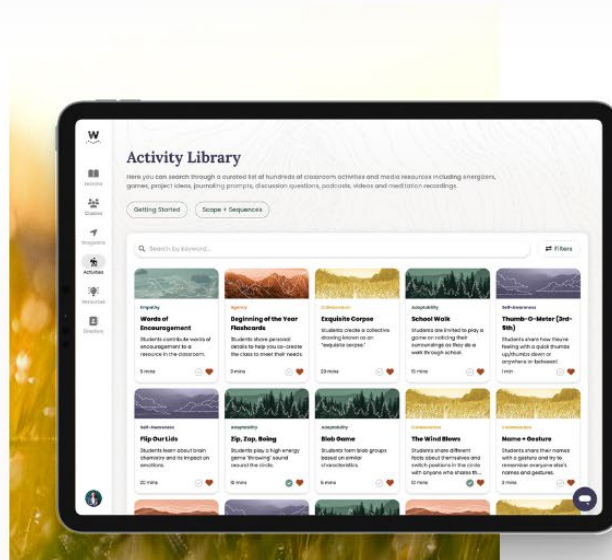 W
Activity Library
Here you can search through a curated list of hundreds of classroom activities and media resources including energizers,
games, project ideas, journaling prompts, discussion questions, podcasts, videos and meditation recordings.
Getting Started
Scope + Sequences
Search by keyword...
Filters
Classes
Activities
Resources
Empathy
Words of
Encouragement
Students contribute words of
encouragement to a
resource in the classroom.
5 mins
Agency
Beginning of the Year
Flashcards
Students share personal
details to help you co-create
the class to meet their needs.
Collaboration
Exquisite Corpse
Students create a collective
drawing known as an
"exquisite corpse."
20 mins
Adaptability
School Walk
Students are invited to play a
game on noticing their
surroundings as they do a
walk through school.
15 mins
Self-Awareness
Thumb-O-Meter (3rd-
5th)
Students share how they're
feeling with a quick thumbs
up/thumbs down or
anywhere in between!
1 min
Self-Awareness
Flip Our Lids
Students learn about brain
chemistry and its impact on
emotions.
20 mins
Adaptability
Zip, Zap, Boing
Students play a high energy
game 'throwing' sound
around the circle.
10 mins
Adaptability
Blob Game
Students form blob groups
based on similar
characteristics.
5 mins
Collaboration
The Wind Blows
Students share different
facts about themselves and
switch positions in the circle
with anyone who shares th...
10 mins
Collaboration
Name + Gesture
Students share their names
with a gesture and try to
remember everyone else's
names and gestures.